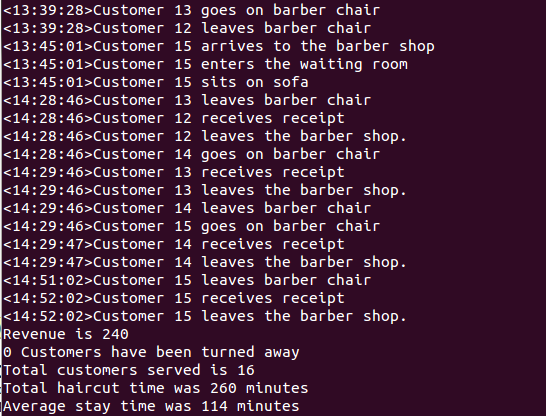 <13:39:28>Customer 13 goes on barber chair
<13:39:28>Customer 12 leaves barber chair
<13:45:01>Customer 15 arrives to the barber shop
<13:45:01>Customer 15 enters the waiting room
<13:45:01>Customer 15 sits on sofa
<14:28:46>Customer 13 leaves barber chair
<14:28:46>Customer 12 receives receipt
<14:28:46>Customer 12 leaves the barber shop.
<14:28:46>Customer 14 goes on barber chair
<14:29:46>Customer 13 receives receipt
<14:29:46>Customer 13 leaves the barber shop.
<14:29:46>Customer 14 leaves barber chair
<14:29:46>Customer 15 goes on barber chair
<14:29:47>Customer 14 receives receipt
<14:29:47>Customer 14 leaves the barber shop.
<14:51:02>Customer 15 leaves barber chair
<14:52:02>Customer 15 receives receipt
<14:52:02>Customer 15 leaves the barber shop.
Revenue is 240
0 Customers have been turned away
Total customers served is 16
Total haircut time was 260 minutes
Average stay time was 114 minutes